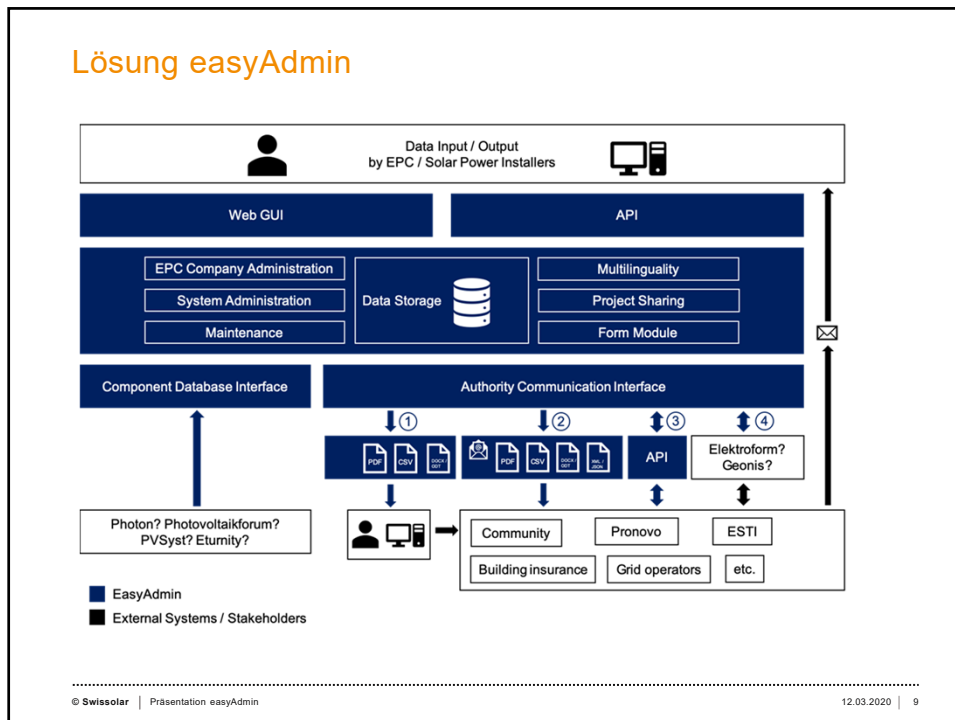 Lösung easyAdmin
Data Input / Output
by EPC / Solar Power Installers
Web GUI
API
EPC Company Administration
System Administration
Maintenance
Data Storage
Multilinguality
Project Sharing
Form Module
Component Database Interface
Authority Communication Interface
1
2
3
4
PDF
CSV
DOCX /
ODT
@
PDF
CSV
DOCX /
ODT
XML /
JSON
API
Elektroform?
Geonis?
Photon? Photovoltaikforum?
PVSyst? Eturnity?
Community
Pronovo
ESTI
Building insurance
Grid operators
etc.
EasyAdmin
External Systems / Stakeholders
© Swissolar | Präsentation easyAdmin
12.03.2020 | 9